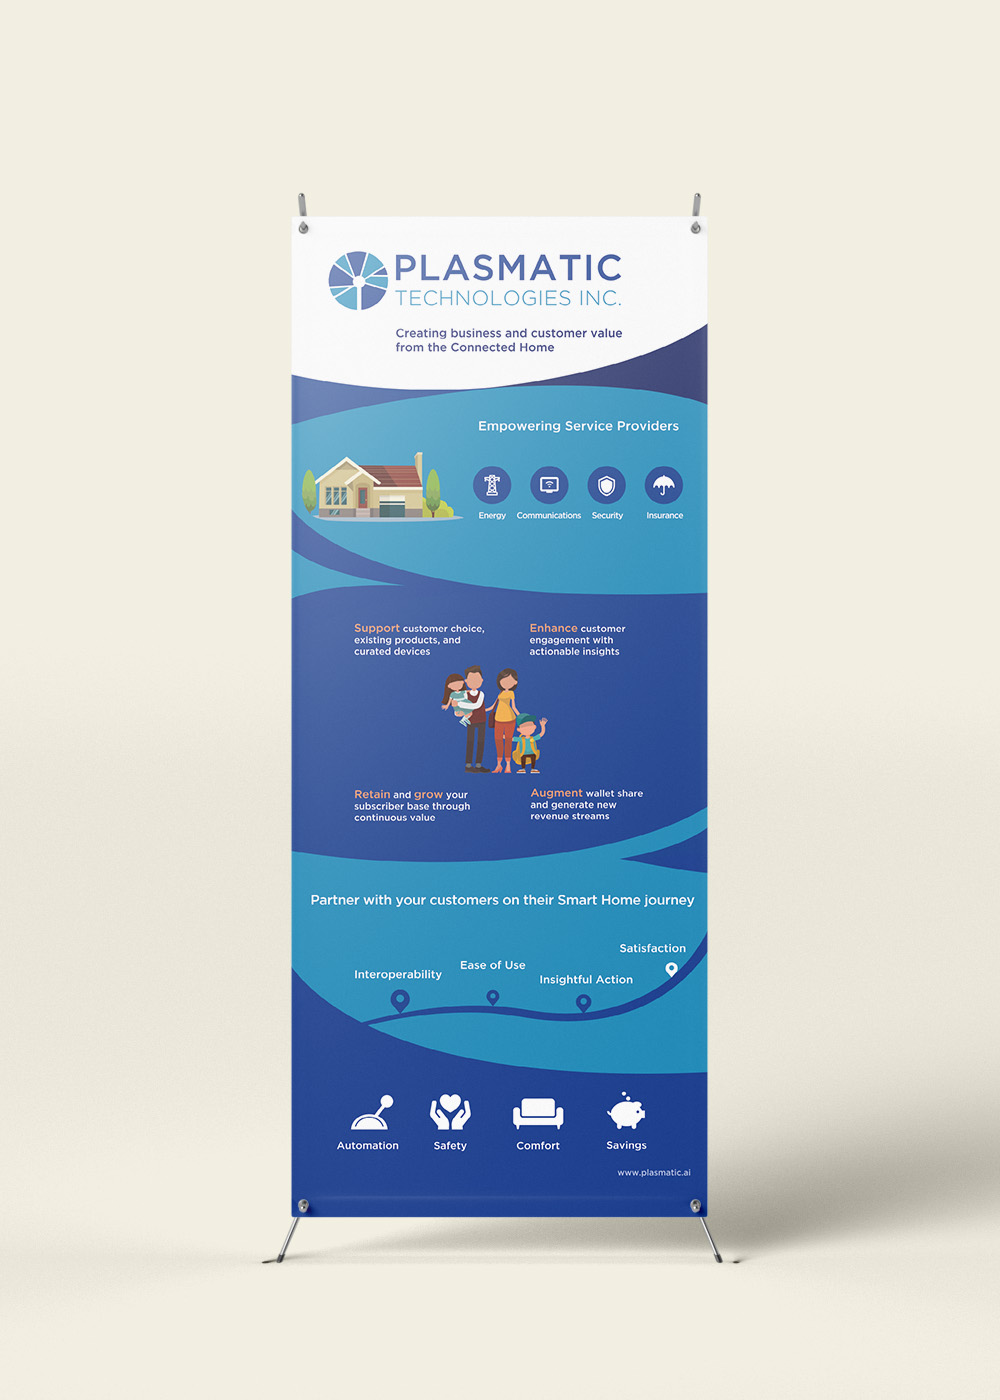 PLASMATIC
TECHNOLOGIES INC.
Creating business and customer value
from the Connected Home
Empowering Service Providers
Energy
Communications
Security
Insurance
Support customer choice,
existing products, and
curated devices
Enhance customer
engagement with
actionable insights
Retain and grow your
subscriber base through
continuous value
Augment wallet share
and generate new
revenue streams
Partner with your customers on their Smart Home journey
Interoperability
Ease of Use
Insightful Action
Satisfaction
Automation
Safety
Comfort
Savings
www.plasmatic.ai